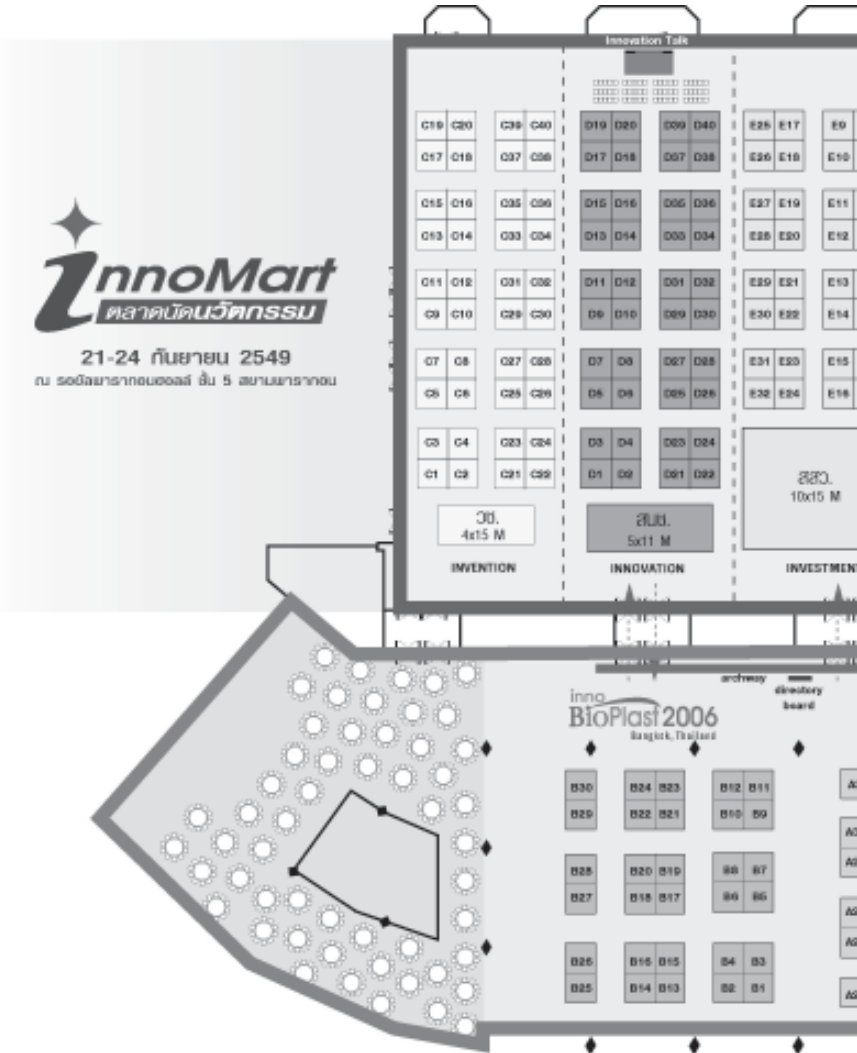 Innovation Talk
C19 C20 C39 C40 D19 D20 D39 D40 E25 E17 E9
C17 C18 C37 C38 D17 D18 D37 D38 E26 E18 E10
C15 C16 C35 C36 D15 D16 D35 D36 E27 E19 E11
C13 C14 C33 C34 D13 D14 D33 D34 E28 E20 E12
C11 C12 C31 C32 D11 D12 D31 D32 E29 E21 E13
C9 C10 C29 C30 D9 D10 D29 D30 E30 E22 E14
C7 C8 C27 C28 D7 D8 D27 D28 E31 E23 E15
C5 C6 C25 C26 D5 D6 D25 D26 E32 E24 E16
C3 C4 C23 C24 D3 D4 D23 D24
C1 C2 C21 C22 D1 D2 D21 D22
สสว.
10x15 M
วช.
4x15 M
สนช.
5x11 M
INVENTION INNOVATION INVESTMENT
innoMart
ตลาดนัดนวัตกรรม
21-24 กันยายน 2549
ณ รอยัลพารากอนฮอลล์ ชั้น 5 สยามพารากอน
archway
directory
board
inno
BioPlast 2006
Bangkok, Thailand
B30 B24 B23 B12 B11
B29 B22 B21 B10 B9
B28 B20 B19 B8 B7
B27 B18 B17 B6 B5
B26 B16 B15 B4 B3
B25 B14 B13 B2 B1